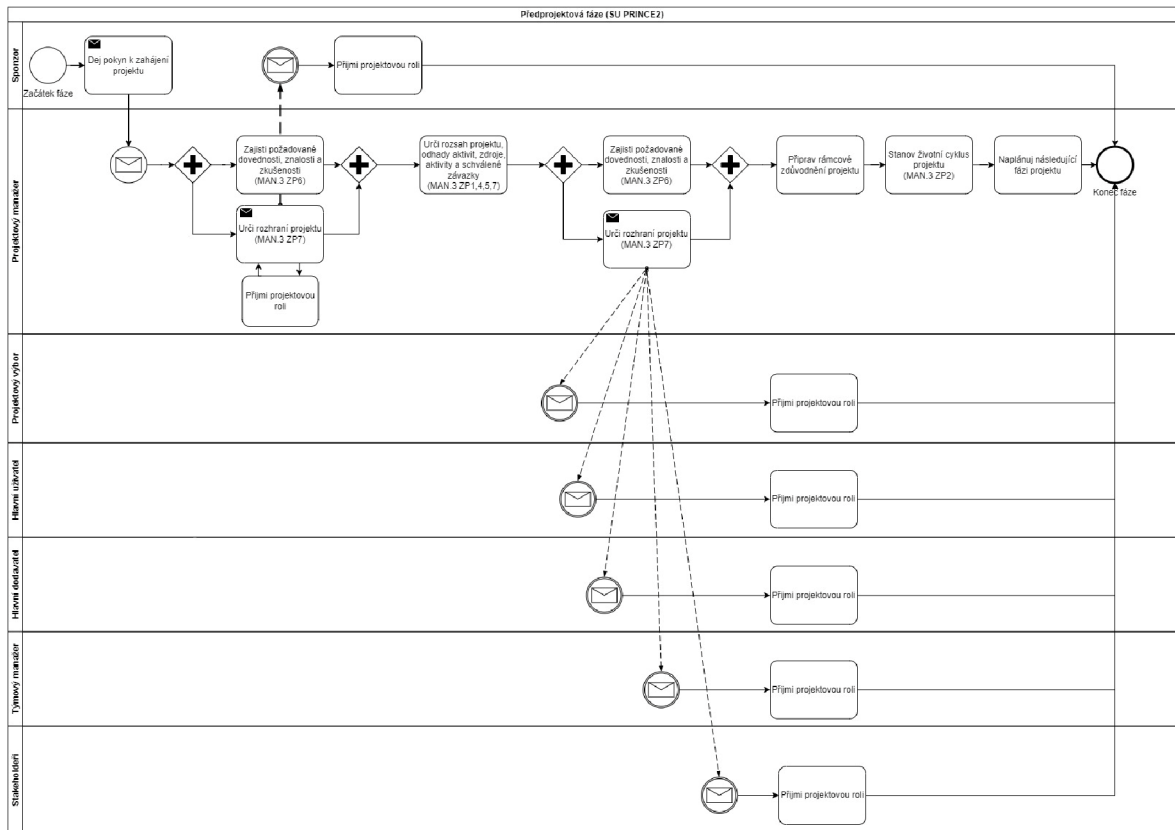 Předprojektová fáze (SU PRINCE2)
Sponzor
Začátek fáze
Dej pokyn k zahájení
projektu
Přijmi projektovou roli
Projektový manažer
Zajisti požadované
dovednosti, znalosti a
zkušenosti
(MAN.3 ZP6)
Urči rozhraní projektu
(MAN.3 ZP7)
Přijmi projektovou
roli
Urči rozsah projektu,
odhady aktivit, zdroje,
aktivity a schválené
závazky
(MAN.3 ZP1,4,5,7)
Zajisti požadované
dovednosti, znalosti a
zkušenosti
(MAN.3 ZP6)
Urči rozhraní projektu
(MAN.3 ZP7)
Připrav rámcové
zdůvodnění projektu
Stanov životní cyklus
projektu
(MAN.3 ZP2)
Naplánuj následující
fázi projektu
Konec fáze
Projektový výbor
Přijmi projektovou roli
Hlavní uživatel
Přijmi projektovou roli
Hlavní dodavatel
Přijmi projektovou roli
Týmový manažer
Přijmi projektovou roli
Stakeholdeři
Přijmi projektovou roli